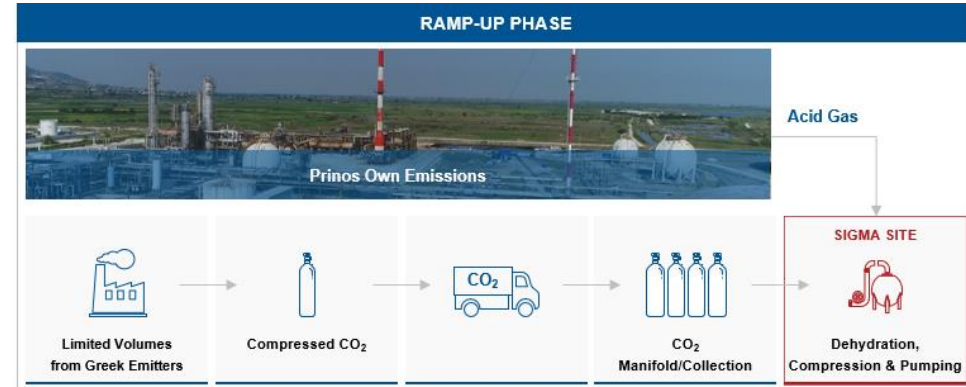 RAMP-UP PHASE
Acid Gas
Prinos Own Emissions
SIGMA SITE
CO₂
Limited Volumes
from Greek Emitters
Compressed CO₂
CO₂
Manifold/Collection
Dehydration,
Compression & Pumping